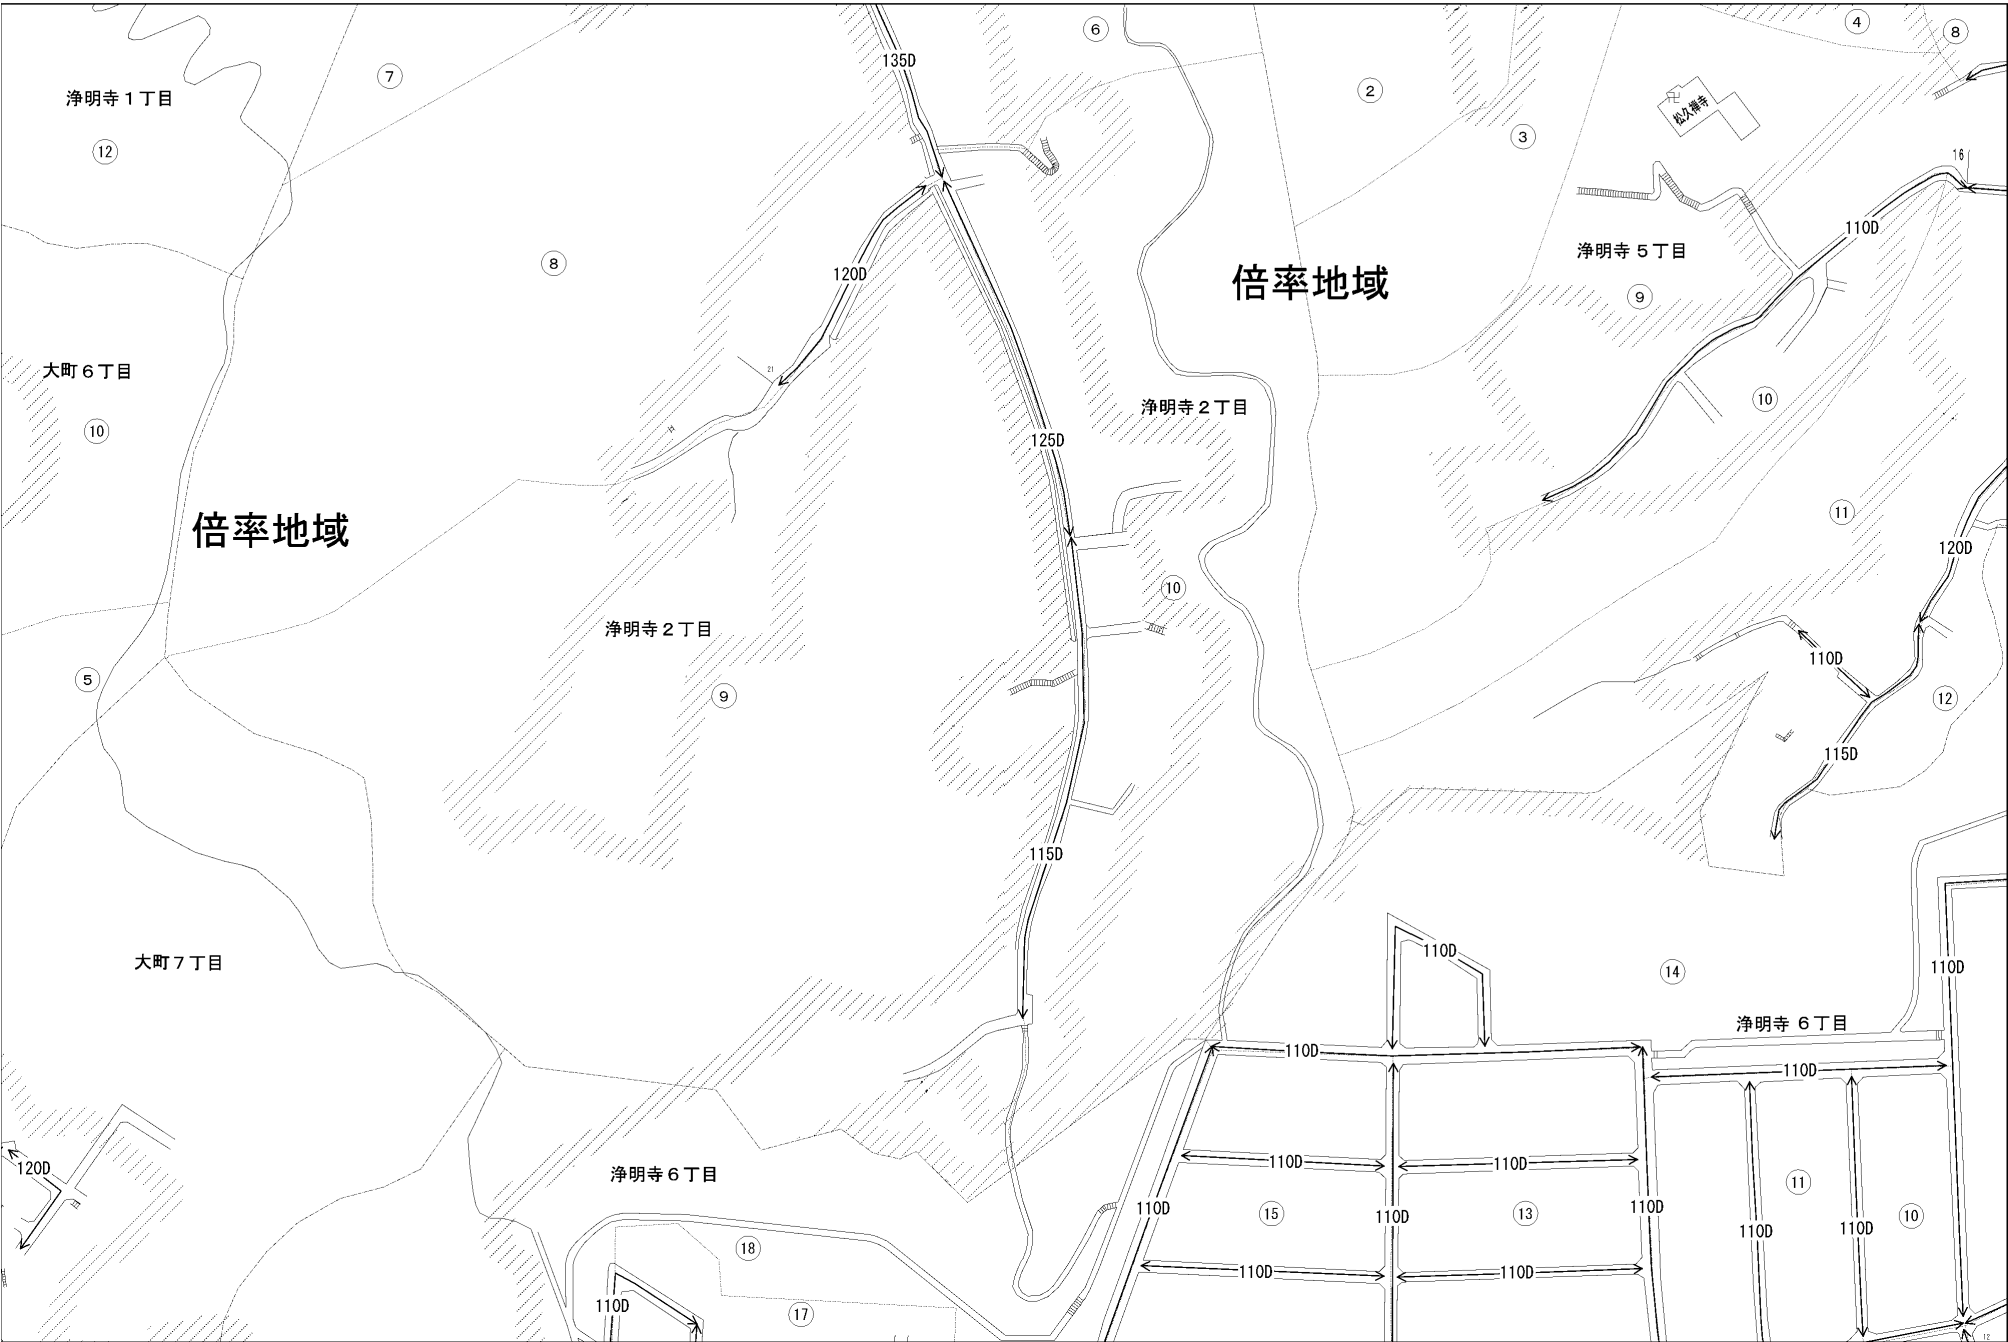 ⑥
④
⑧
135D
⑦
浄明寺1丁目
②
松久禅寺
⑫
③
16
110D
浄明寺5丁目
⑧
120D
倍率地域
⑨
大町6丁目
21
浄明寺2丁目
⑩
⑩
125D
⑪
倍率地域
120D
⑩
浄明寺2丁目
110D
⑤
⑨
⑫
115D
115D
大町7丁目
110D
⑭
110D
浄明寺 6丁目
110D
110D
120D
浄明寺6丁目
110D
110D
⑪
110D
⑮
110D
⑬
110D
⑩
110D
110D
⑱
110D
110D
110D
⑰
12